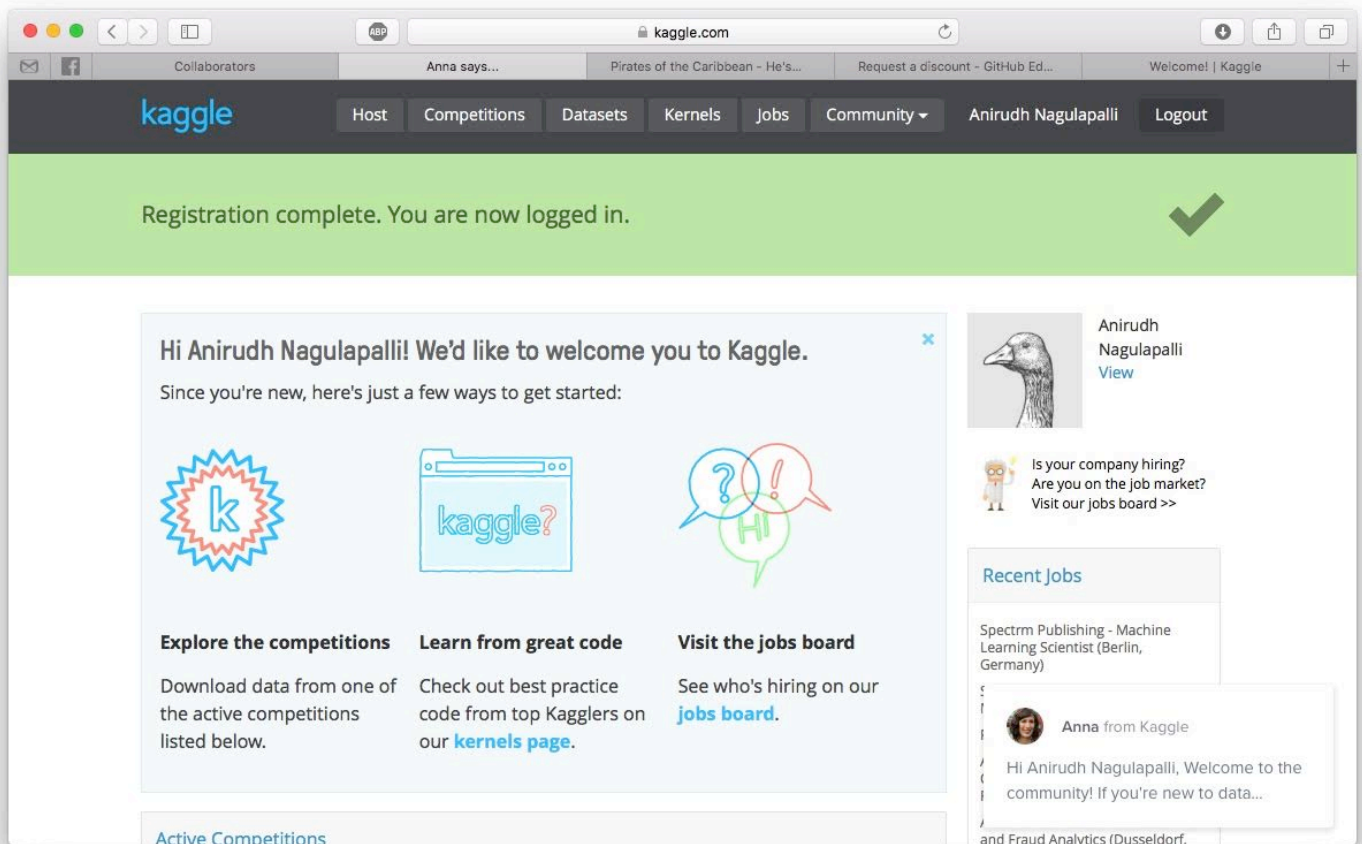 ABP
kaggle.com
Collaborators
Anna says...
Pirates of the Caribbean - He's...
Request a discount - GitHub Ed...
Welcome! | Kaggle
kaggle
Host
Competitions
Datasets
Kernels
Jobs
Community
Anirudh Nagulapalli
Logout
Registration complete. You are now logged in.
Hi Anirudh Nagulapalli! We'd like to welcome you to Kaggle.
Since you're new, here's just a few ways to get started:
k
kaggle?
? !
HI
Explore the competitions
Download data from one of
the active competitions
listed below.
Learn from great code
Check out best practice
code from top Kagglers on
our kernels page.
Visit the jobs board
See who's hiring on our
jobs board.
Active Competitions
Anirudh
Nagulapalli
View
Is your company hiring?
Are you on the job market?
Visit our jobs board >>
Recent Jobs
Spectrm Publishing - Machine
Learning Scientist (Berlin,
Germany)
Anna from Kaggle
Hi Anirudh Nagulapalli, Welcome to the
community! If you're new to data...
and Fraud Analytics (Dusseldorf,